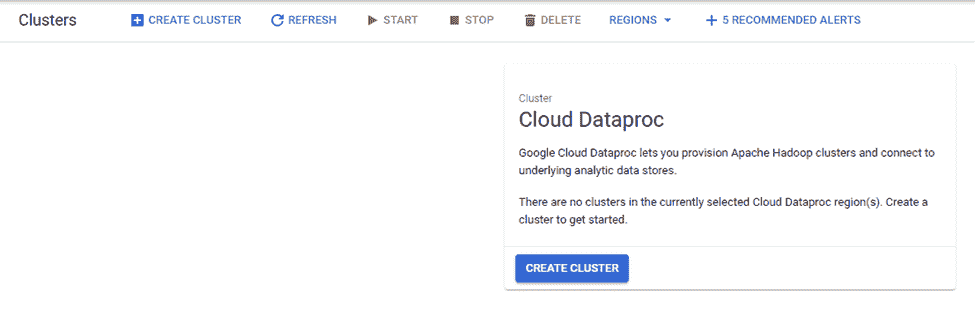 Clusters CREATE CLUSTER REFRESH START STOP DELETE REGIONS 5 RECOMMENDED ALERTS
Cluster
Cloud Dataproc
Google Cloud Dataproc lets you provision Apache Hadoop clusters and connect to
underlying analytic data stores.
There are no clusters in the currently selected Cloud Dataproc region(s). Create a
cluster to get started.
CREATE CLUSTER